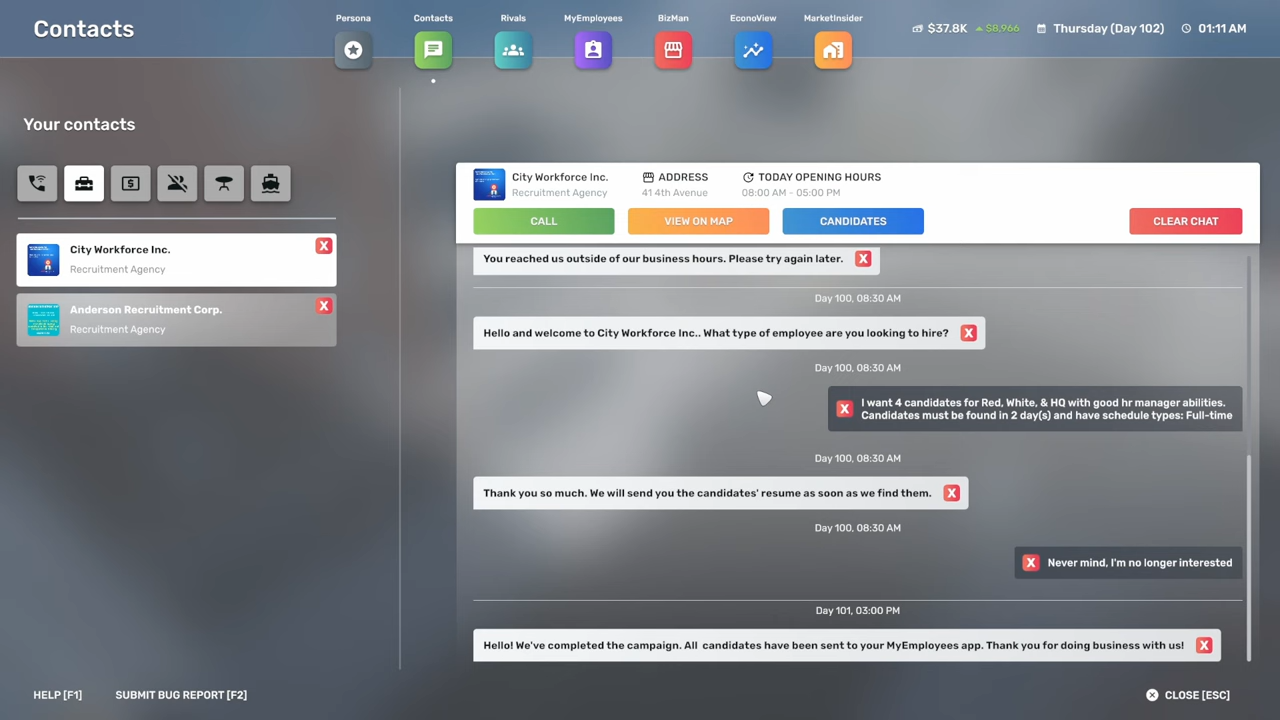 Contacts
Persona
Contacts
Rivals
MyEmployees
BizMan
EconoView
MarketInsider
$37.8K
$8,966
Thursday (Day 102)
01:11 AM
Your contacts
City Workforce Inc.
Recruitment Agency
X
Anderson Recruitment Corp.
Recruitment Agency
X
City Workforce Inc.
Recruitment Agency
ADDRESS
41 4th Avenue
TODAY OPENING HOURS
08:00 AM - 05:00 PM
CALL
VIEW ON MAP
CANDIDATES
CLEAR CHAT
You reached us outside of our business hours. Please try again later. X
Day 100, 08:30 AM
Hello and welcome to City Workforce Inc.. What type of employee are you looking to hire? X
Day 100, 08:30 AM
X I want 4 candidates for Red, White, & HQ with good hr manager abilities.
Candidates must be found in 2 day(s) and have schedule types: Full-time
Day 100, 08:30 AM
Thank you so much. We will send you the candidates' resume as soon as we find them. X
Day 100, 08:30 AM
X Never mind, I'm no longer interested
Day 101, 03:00 PM
Hello! We've completed the campaign. All candidates have been sent to your MyEmployees app. Thank you for doing business with us! X
HELP [F1]
SUBMIT BUG REPORT [F2]
CLOSE [ESC]